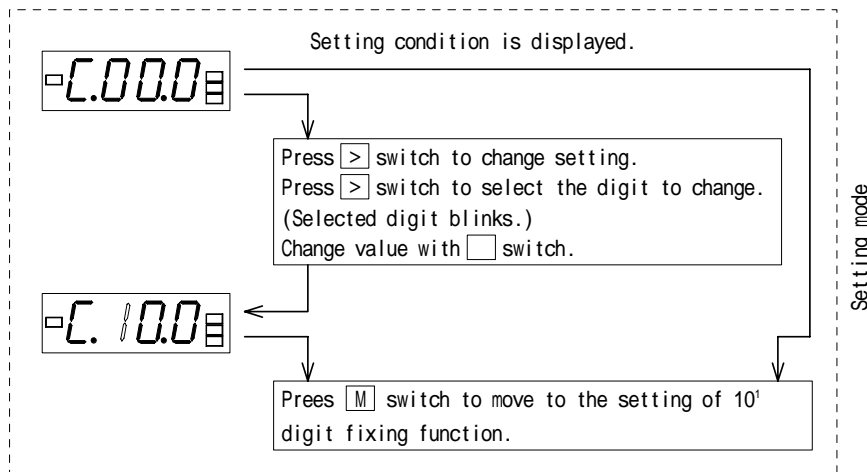 Setting condition is displayed.
-C.00.0
Press > switch to change setting.
Press > switch to select the digit to change.
(Selected digit blinks.)
Change value with switch.
-C.10.0
Prees M switch to move to the setting of 10¹
digit fixing function.
Setting mode